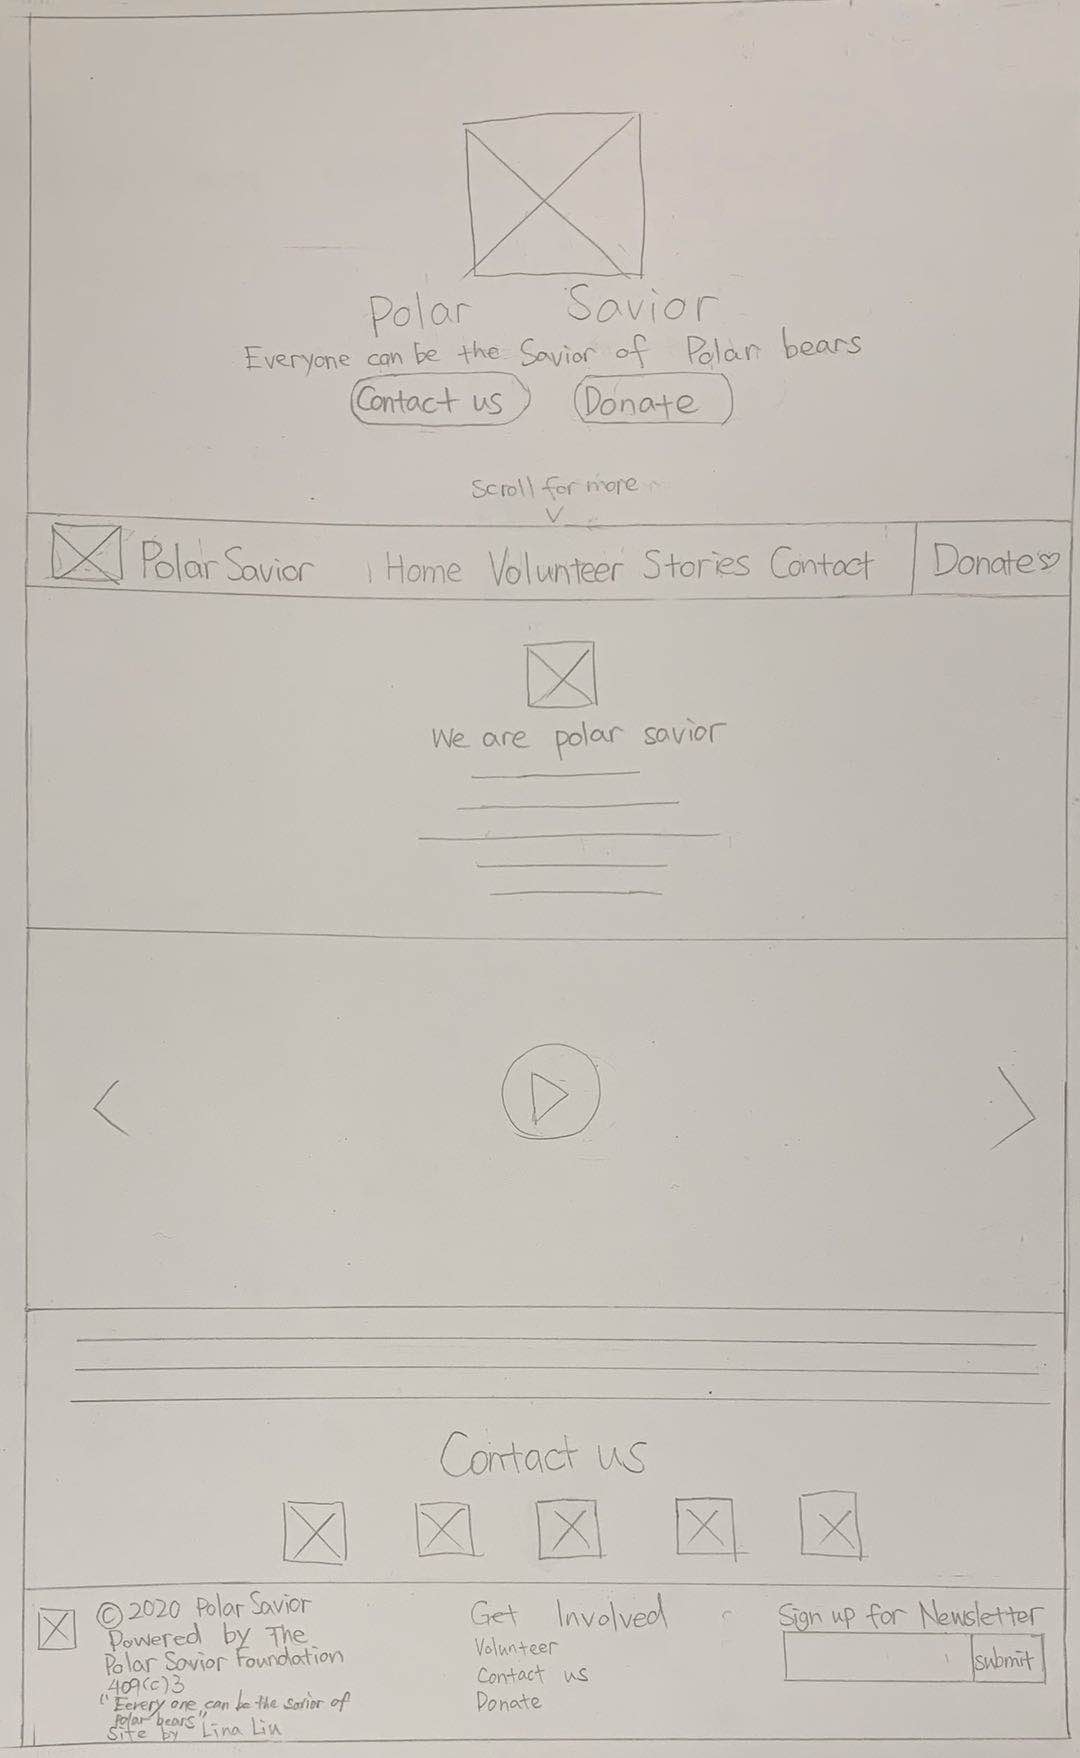 Polar Savior
Everyone can be the Savior of Polar bears
Contact us Donate
Scroll for more
Polar Savior Home Volunteer Stories Contact Donate♡
We are polar savior
Contact us
©2020 Polar Savior
Powered by The
Polar Savior Foundation
409(c)3
"Eevery one can be the savior of
Polar bears"
Site by Lina Liu
Get Involved
Volunteer
Contact us
Donate
Sign up for Newsletter
submit